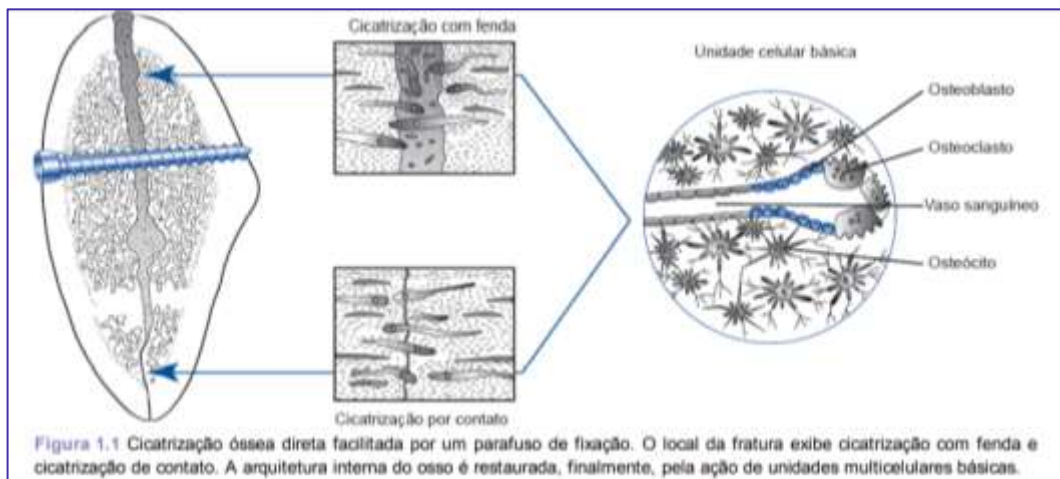 Cicatrização com fenda
Unidade celular básica
Osteoblasto
Osteoclasto
Vaso sanguíneo
Osteócito
Cicatrização por contato
Figura 1.1 Cicatrização óssea direta facilitada por um parafuso de fixação. O local da fratura exibe cicatrização com fenda e
cicatrização de contato. A arquitetura interna do osso é restaurada, finalmente, pela ação de unidades multicelulares básicas.